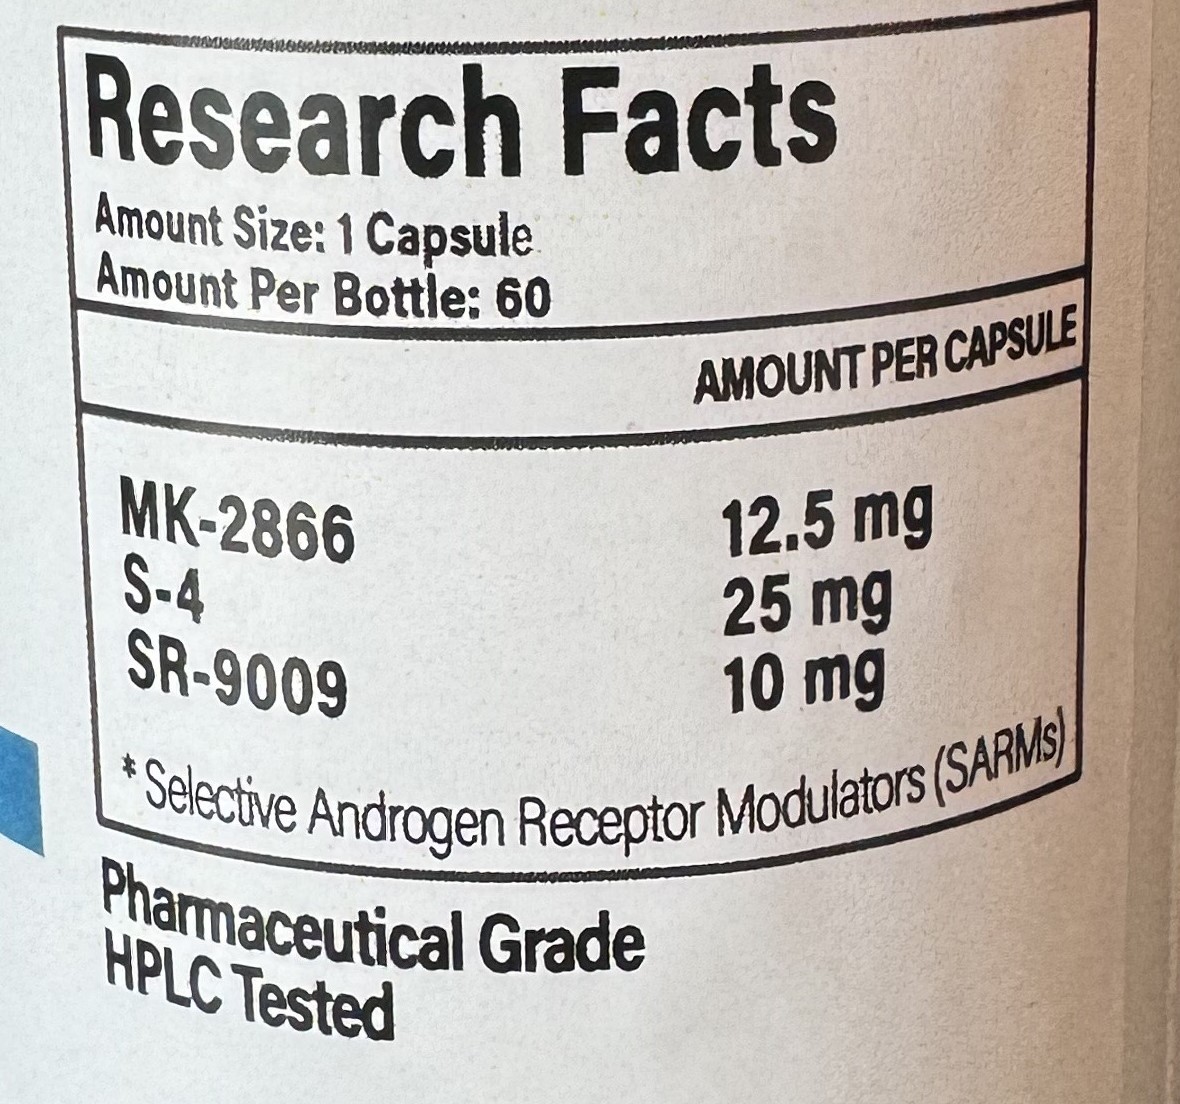 Research Facts
Amount Size: 1 Capsule
Amount Per Bottle: 60
AMOUNT PER CAPSULE
MK-2866 12.5 mg
S-4 25 mg
SR-9009 10 mg
* Selective Androgen Receptor Modulators (SARMs)
Pharmaceutical Grade
HPLC Tested